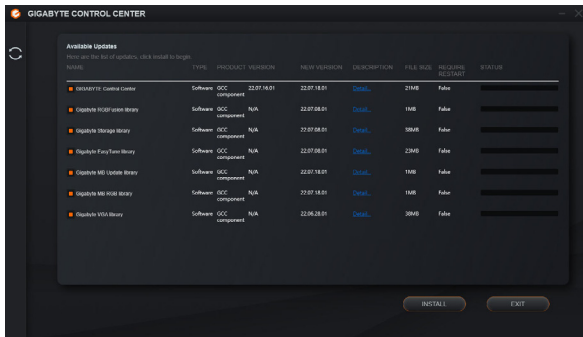 GIGABYTE CONTROL CENTER
Available Updates
Here are the list of updates, click install to begin.
NAME TYPE PRODUCT VERSION NEW VERSION DESCRIPTION FILE SIZE REQUIRE RESTART STATUS
GIGABYTE Control Center Software GCC component 22.07.16.01 22.07.18.01 Detail... 21MB False
Gigabyte RGBFusion library Software GCC component N/A 22.07.08.01 Detail... 1MB False
Gigabyte Storage library Software GCC component N/A 22.07.08.01 Detail... 38MB False
Gigabyte EasyTune library Software GCC component N/A 22.07.08.01 Detail... 23MB False
Gigabyte MB Update library Software GCC component N/A 22.07.18.01 Detail... 1MB False
Gigabyte MB RGB library Software GCC component N/A 22.07.18.01 Detail... 1MB False
Gigabyte VGA library Software GCC component N/A 22.06.28.01 Detail... 38MB False
INSTALL EXIT